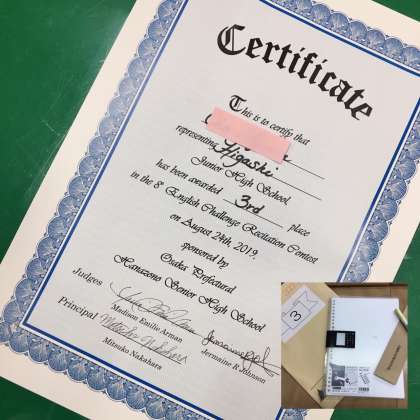 Certificate
This is to certify that
representing Higashi
Junior High School.
has been awarded 3rd place
in the 8th English Challenge Recitation Contest
on August 24th, 2019,
sponsored by
Osaka Prefectural
Hanazono Senior High School
Judges
Madison Emilie Arman
Jermaine R Johnson
Principal
Mitsuko Nakahara
3